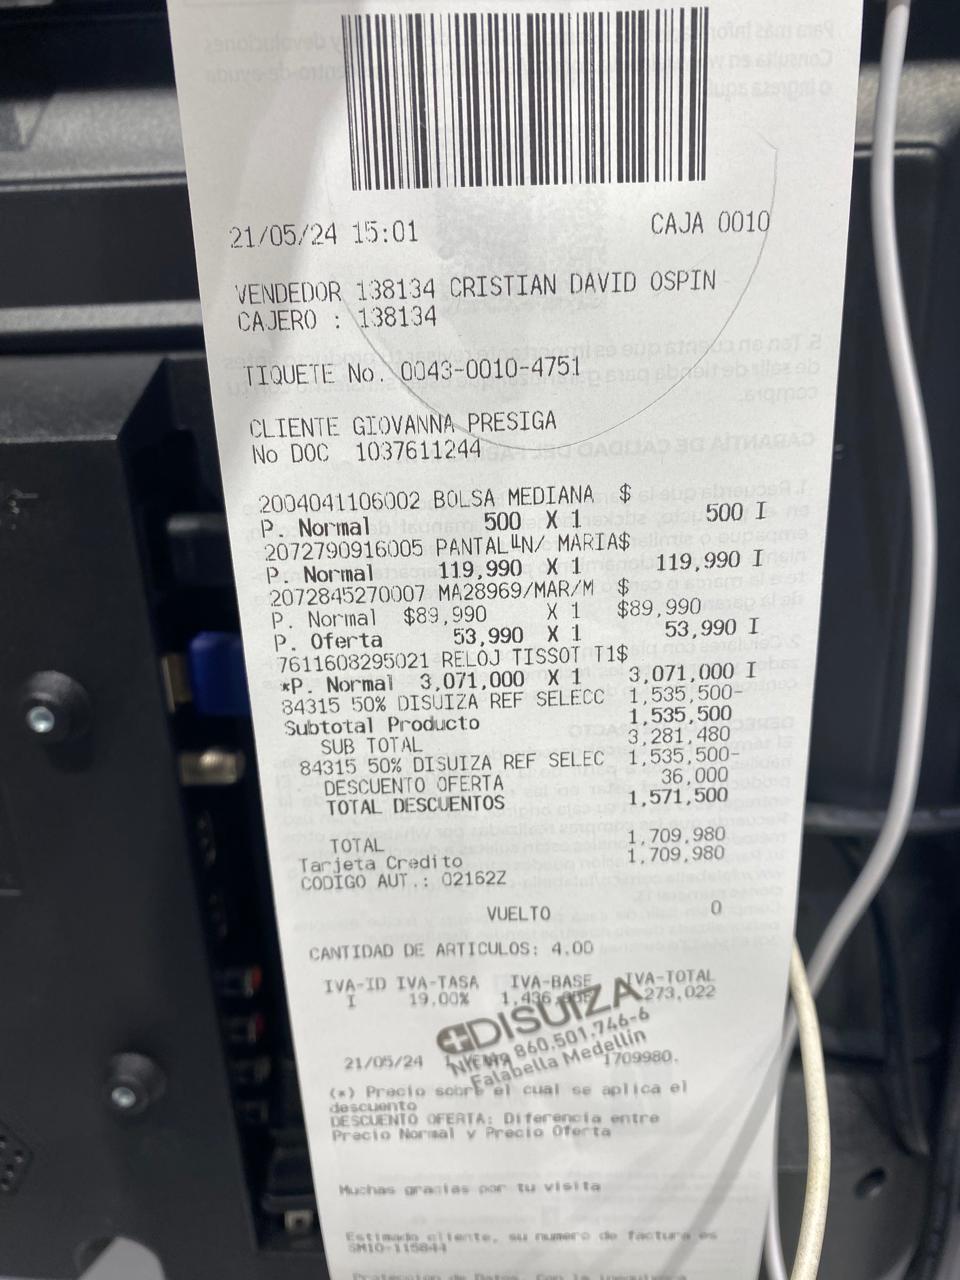 21/05/24 15:01 CAJA 0010
VENDEDOR 138134 CRISTIAN DAVID OSPIN
CAJERO : 138134
TIQUETE No. 0043-0010-4751
CLIENTE GIOVANNA PRESIGA
No DOC 1037611244
2004041106002 BOLSA MEDIANA $
P. Normal 500 X 1 500 I
2072790916005 PANTAL╙N/ MARIA$
P. Normal 119,990 X 1 119,990 I
2072845270007 MA28969/MAR/M $
P. Normal $89,990 X 1 $89,990
P. Oferta 53,990 X 1 53,990 I
7611608295021 RELOJ TISSOT T1$
*P. Normal 3,071,000 X 1 3,071,000 I
84315 50% DISUIZA REF SELECC 1,535,500-
Subtotal Producto 1,535,500
SUB TOTAL 3,281,480
84315 50% DISUIZA REF SELEC 1,535,500-
DESCUENTO OFERTA 36,000
TOTAL DESCUENTOS 1,571,500
TOTAL 1,709,980
Tarjeta Credito 1,709,980
CODIGO AUT.: 02162Z
VUELTO 0
CANTIDAD DE ARTICULOS: 4.00
IVA-ID IVA-TASA IVA-BASE IVA-TOTAL
I 19,00% 273,022
DISUIZA
860.501.746-6
Falabella Medellin
21/05/24 1709980.
(*) Precio sobre el cual se aplica el
descuento
DESCUENTO OFERTA: Diferencia entre
Precio Normal y Precio Oferta
Muchas gracias por tu visita
Estimado cliente, su numero de factura es
SM10-115844